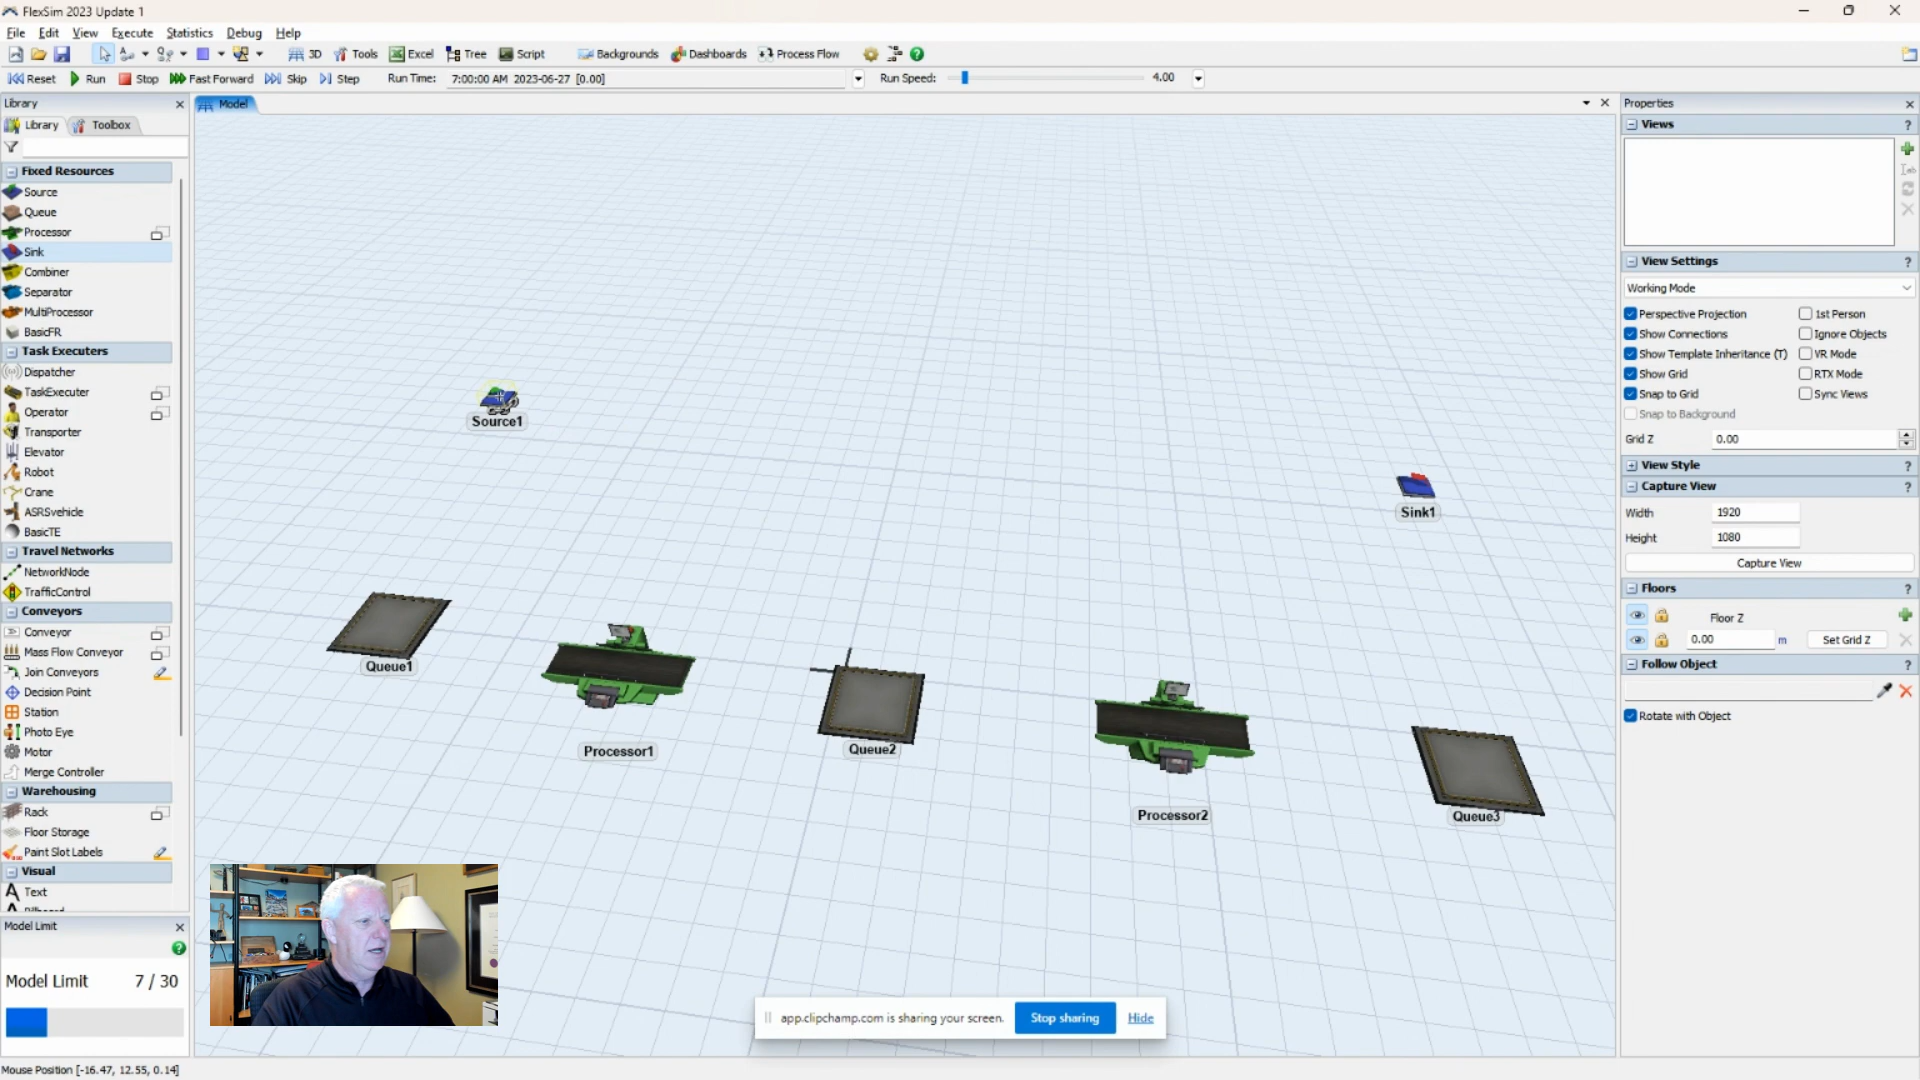 FlexSim 2023 Update 1
File Edit View Execute Statistics Debug Help
3D Tools Excel Tree Script Backgrounds Dashboards Process Flow
Reset Run Stop Fast Forward Skip Step Run Time: 7:00:00 AM 2023-06-27 [0.00] Run Speed: 4.00
Library
Library Toolbox
Fixed Resources
Source
Queue
Processor
Sink
Combiner
Separator
MultiProcessor
BasicFR
Task Executers
Dispatcher
TaskExecuter
Operator
Transporter
Elevator
Robot
Crane
ASRSvehicle
BasicTE
Travel Networks
NetworkNode
TrafficControl
Conveyors
Conveyor
Mass Flow Conveyor
Join Conveyors
Decision Point
Station
Photo Eye
Motor
Merge Controller
Warehousing
Rack
Floor Storage
Paint Slot Labels
Visual
Text
Model Limit
Model Limit 7 / 30
Mouse Position [-16.47, 12.55, 0.14]
Model
Source1
Sink1
Queue1
Processor1
Queue2
Processor2
Queue3
app.clipchamp.com is sharing your screen. Stop sharing Hide
Properties
Views
View Settings
Working Mode
Perspective Projection 1st Person
Show Connections Ignore Objects
Show Template Inheritance (T) VR Mode
Show Grid RTX Mode
Snap to Grid Sync Views
Snap to Background
Grid Z 0.00
View Style
Capture View
Width 1920
Height 1080
Capture View
Floors
Floor Z
0.00 m Set Grid Z
Follow Object
Rotate with Object